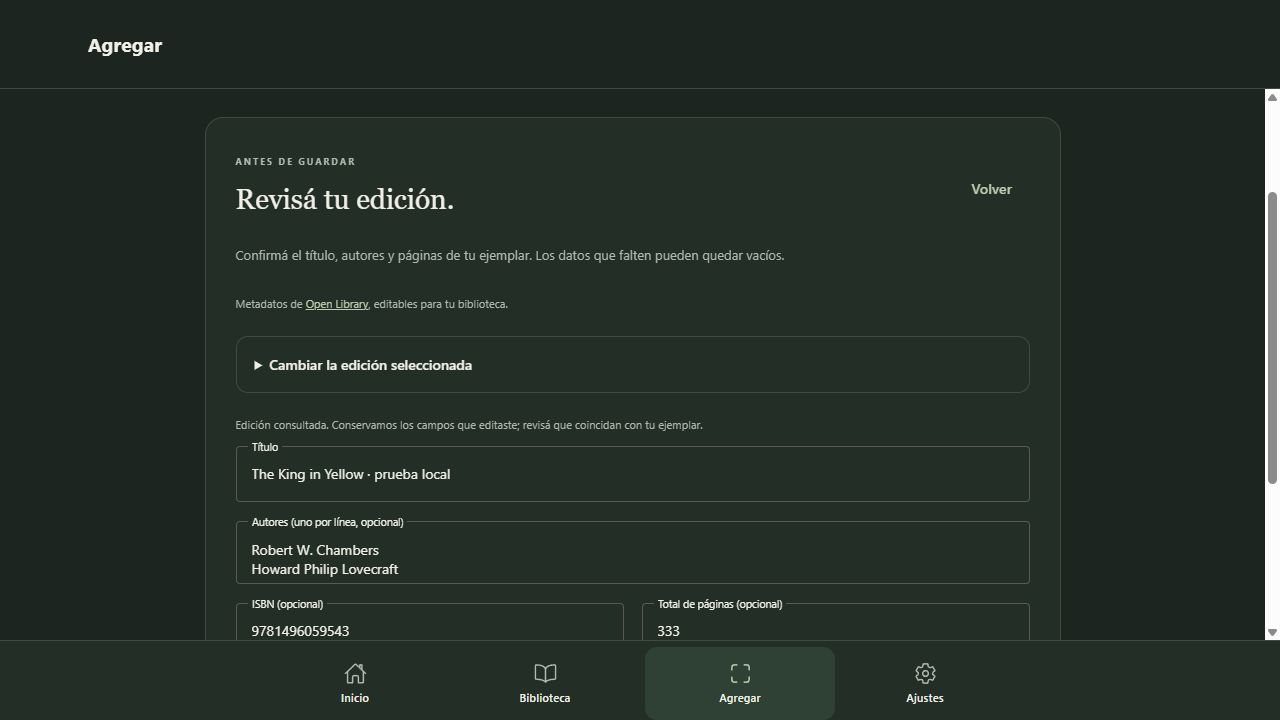 Agregar
ANTES DE GUARDAR
Revisá tu edición.
Volver
Confirmá el título, autores y páginas de tu ejemplar. Los datos que falten pueden quedar vacíos.
Metadatos de Open Library, editables para tu biblioteca.
Cambiar la edición seleccionada
Edición consultada. Conservamos los campos que editaste; revisá que coincidan con tu ejemplar.
Título
The King in Yellow · prueba local
Autores (uno por línea, opcional)
Robert W. Chambers
Howard Philip Lovecraft
ISBN (opcional)
9781496059543
Total de páginas (opcional)
333
Inicio
Biblioteca
Agregar
Ajustes